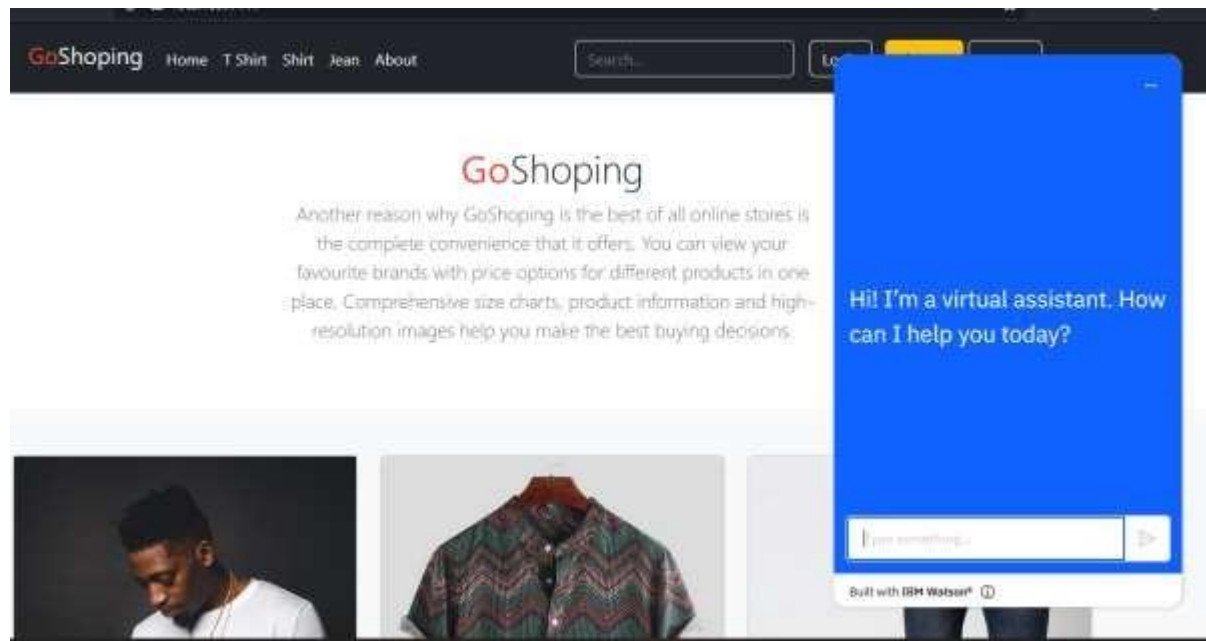 GoShoping Home T Shirt Shirt Jean About Search...
GoShoping
Another reason why GoShoping is the best of all online stores is
the complete convenience that it offers. You can view your
favourite brands with price options for different products in one
place. Comprehensive size charts, product information and high-
resolution images help you make the best buying decisions.
Hi! I'm a virtual assistant. How
can I help you today?
Type something...
Built with IBM Watson®